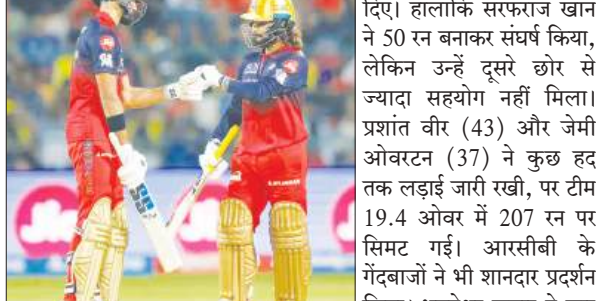 दिए। हालांकि सरफराज खान
ने 50 रन बनाकर संघर्ष किया,
लेकिन उन्हें दूसरे छोर से
ज्यादा सहयोग नहीं मिला।
प्रशांत वीर (43) और जेमी
ओवरटन (37) ने कुछ हद
तक लड़ाई जारी रखी, पर टीम
19.4 ओवर में 207 रन पर
सिमट गई। आरसीबी के
गेंदबाजों ने भी शानदार प्रदर्शन